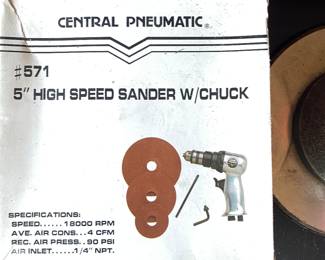 CENTRAL PNEUMATIC®
#571
5" HIGH SPEED SANDER W/CHUCK
SPECIFICATIONS:
SPEED......18000 RPM
AVE. AIR CONS...4 CFM
REC. AIR PRESS..90 PSI
AIR INLET......1/4" NPT.